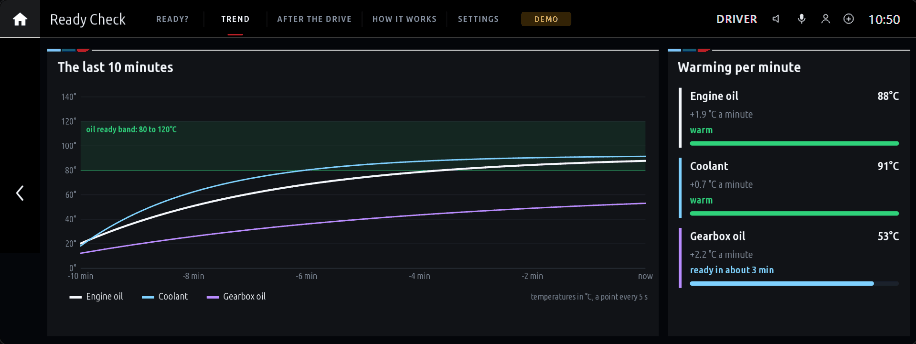 Ready Check
READY?
TREND
AFTER THE DRIVE
HOW IT WORKS
SETTINGS
DEMO
DRIVER
10:50
The last 10 minutes
140°
120°
oil ready band: 80 to 120°C
100°
80°
60°
40°
20°
0°
-10 min
-8 min
-6 min
-4 min
-2 min
now
Engine oil
Coolant
Gearbox oil
temperatures in °C, a point every 5 s
Warming per minute
Engine oil 88°C
+1.9 °C a minute
warm
Coolant 91°C
+0.7 °C a minute
warm
Gearbox oil 53°C
+2.2 °C a minute
ready in about 3 min